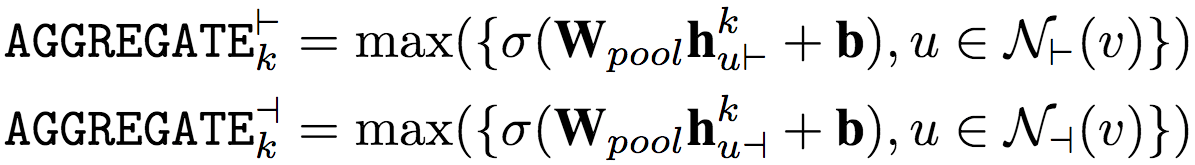 AGGREGATE_k^⊢ = max({σ(W_pool h_{u⊢}^k + b), u ∈ N_⊢(v)})
AGGREGATE_k^⊣ = max({σ(W_pool h_{u⊣}^k + b), u ∈ N_⊣(v)})